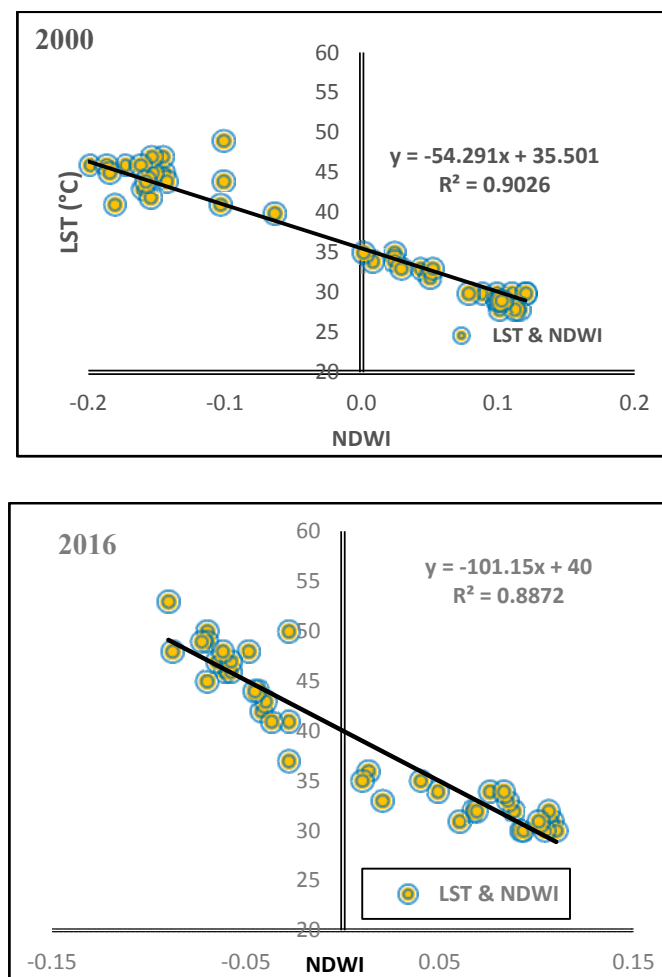 2000
60
55
50
45
40
35
30
25
20
LST (°C)
y = -54.291x + 35.501
R² = 0.9026
LST & NDWI
-0.2 -0.1 0.0 0.1 0.2
NDWI
2016
60
55
50
45
40
35
30
25
20
y = -101.15x + 40
R² = 0.8872
LST & NDWI
-0.15 -0.05 0.05 0.15
NDWI